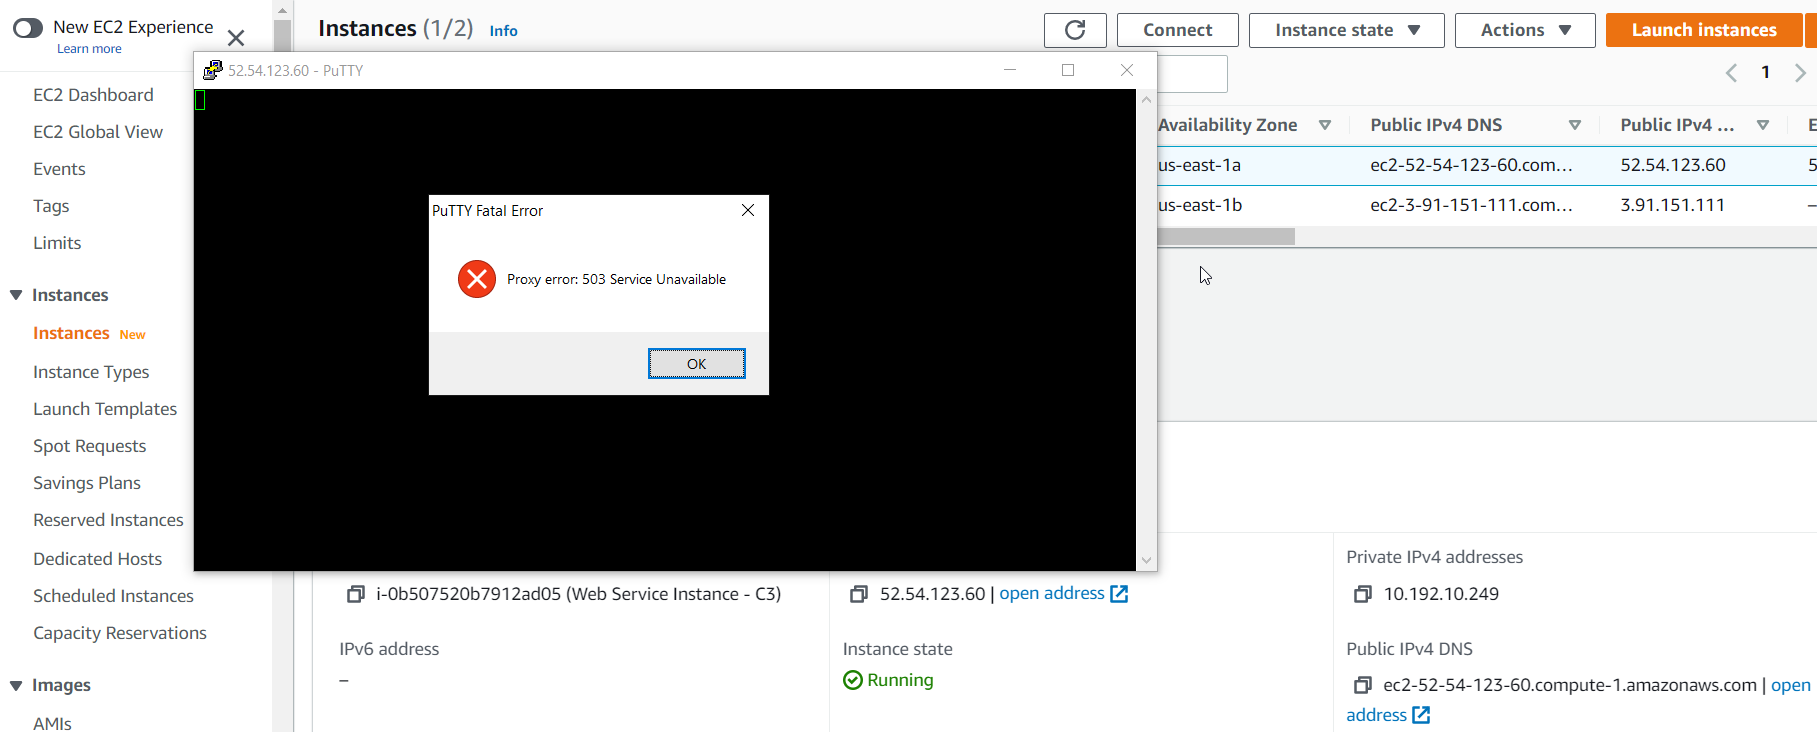 New EC2 Experience
Learn more
EC2 Dashboard
EC2 Global View
Events
Tags
Limits
Instances
Instances New
Instance Types
Launch Templates
Spot Requests
Savings Plans
Reserved Instances
Dedicated Hosts
Scheduled Instances
Capacity Reservations
Images
AMIs
Instances (1/2) Info
Connect
Instance state
Actions
Launch instances
1
Availability Zone Public IPv4 DNS Public IPv4 ... E
us-east-1a ec2-52-54-123-60.com... 52.54.123.60 5
us-east-1b ec2-3-91-151-111.com... 3.91.151.111 –
52.54.123.60 - PuTTY
PuTTY Fatal Error
Proxy error: 503 Service Unavailable
OK
i-0b507520b7912ad05 (Web Service Instance - C3)
52.54.123.60 | open address
Private IPv4 addresses
10.192.10.249
IPv6 address
–
Instance state
Running
Public IPv4 DNS
ec2-52-54-123-60.compute-1.amazonaws.com | open
address